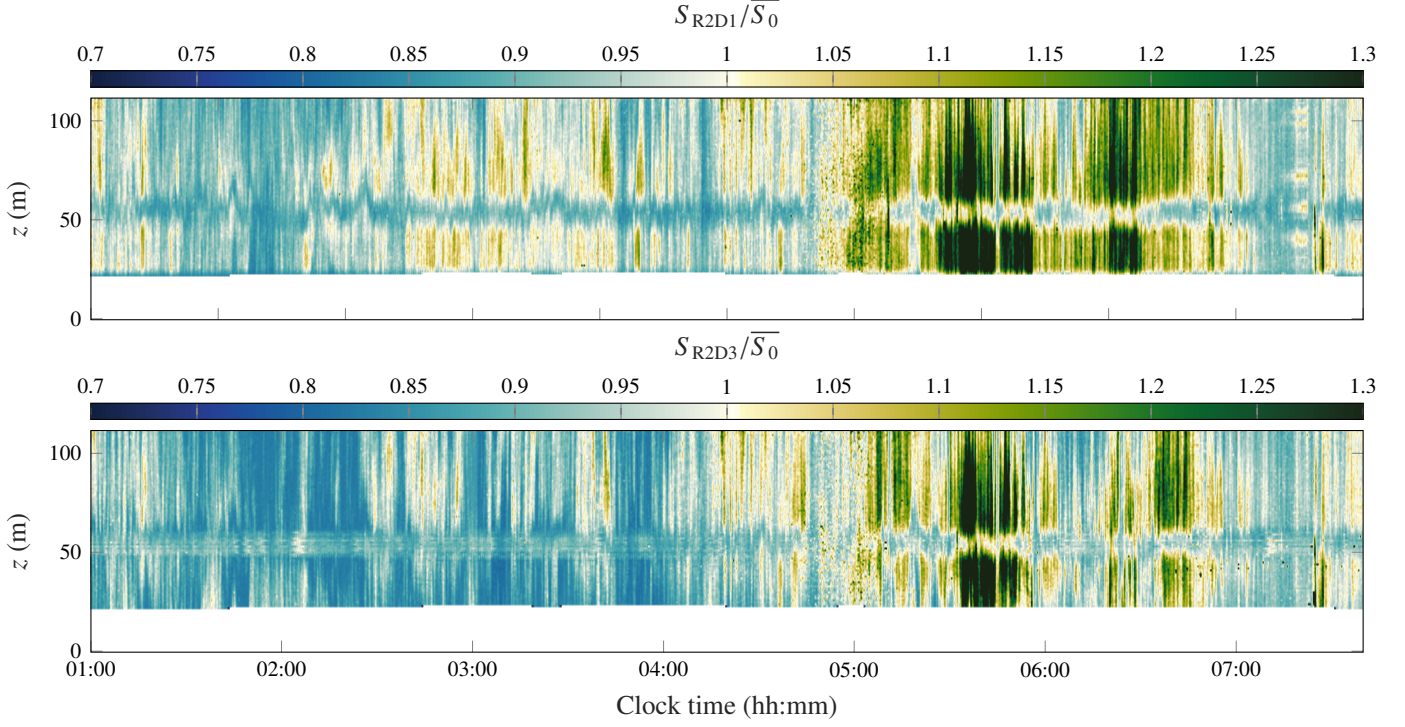 S_R2D1/S̅₀
0.7 0.75 0.8 0.85 0.9 0.95 1 1.05 1.1 1.15 1.2 1.25 1.3
100
50
0
z (m)
S_R2D3/S̅₀
0.7 0.75 0.8 0.85 0.9 0.95 1 1.05 1.1 1.15 1.2 1.25 1.3
100
50
0
z (m)
01:00 02:00 03:00 04:00 05:00 06:00 07:00
Clock time (hh:mm)